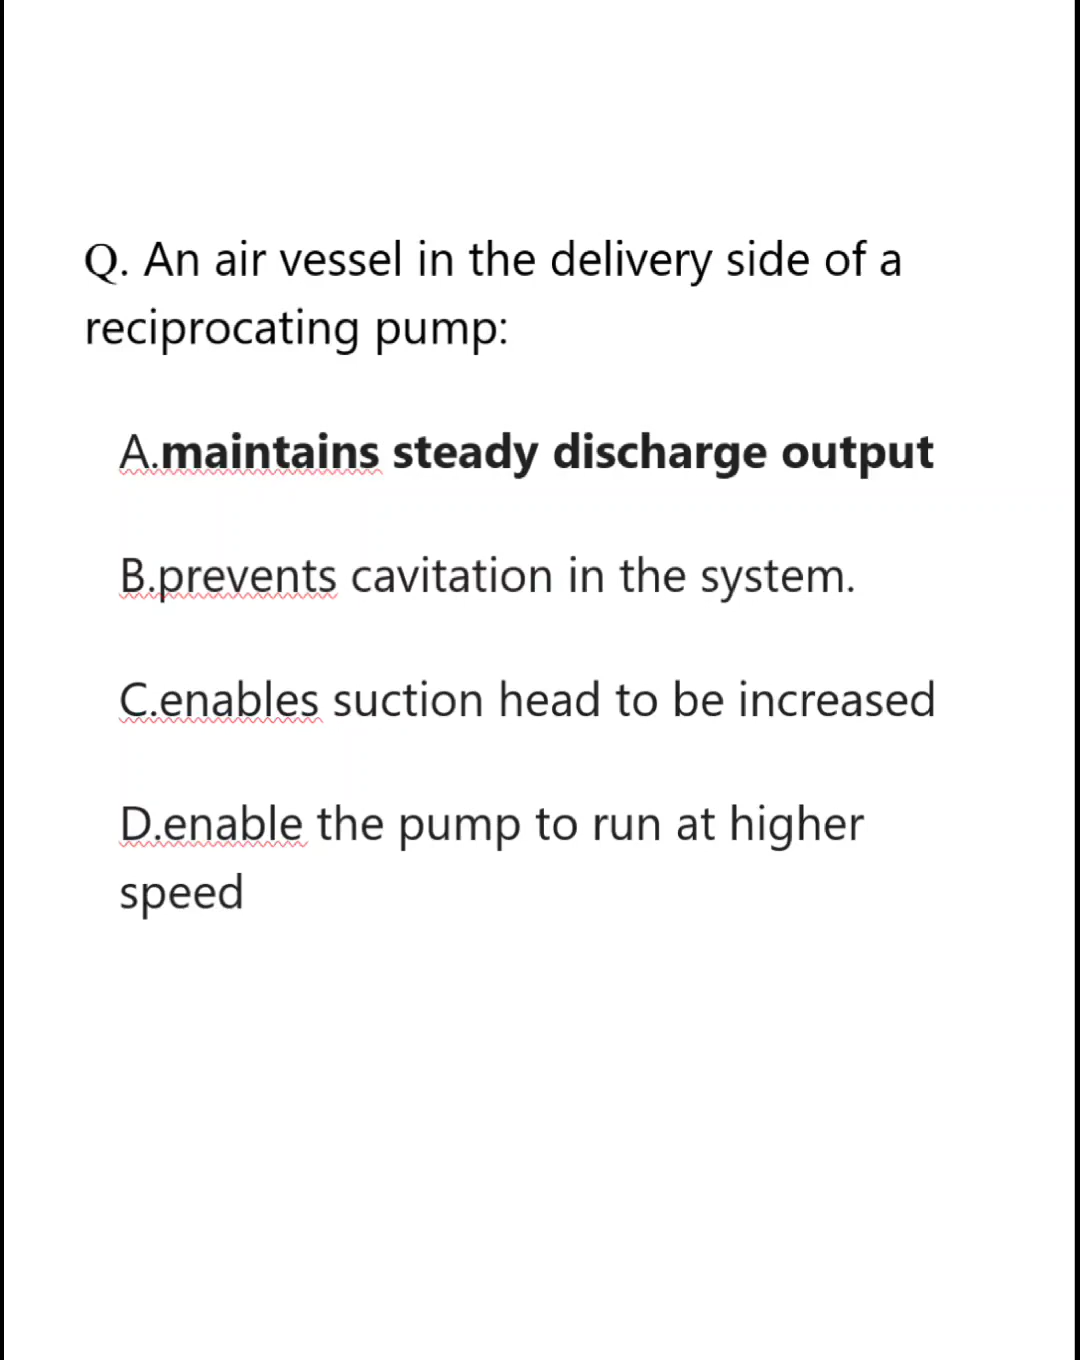 Q. An air vessel in the delivery side of a
reciprocating pump:
A.maintains steady discharge output
B.prevents cavitation in the system.
C.enables suction head to be increased
D.enable the pump to run at higher
speed